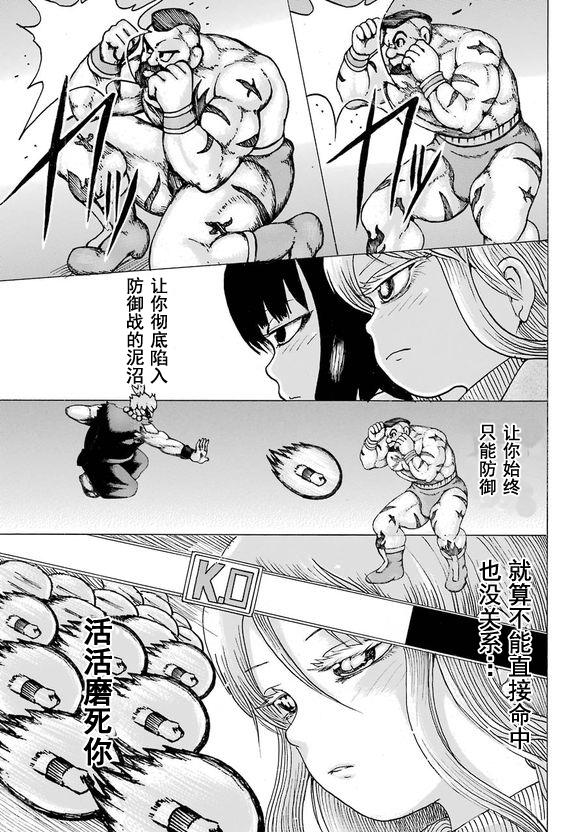 ガッ
ガッ
让你彻底陷入
防御战的泥沼
让你始终
只能防御
就算不能直接命中
也没关系…
K.O
活活磨死你